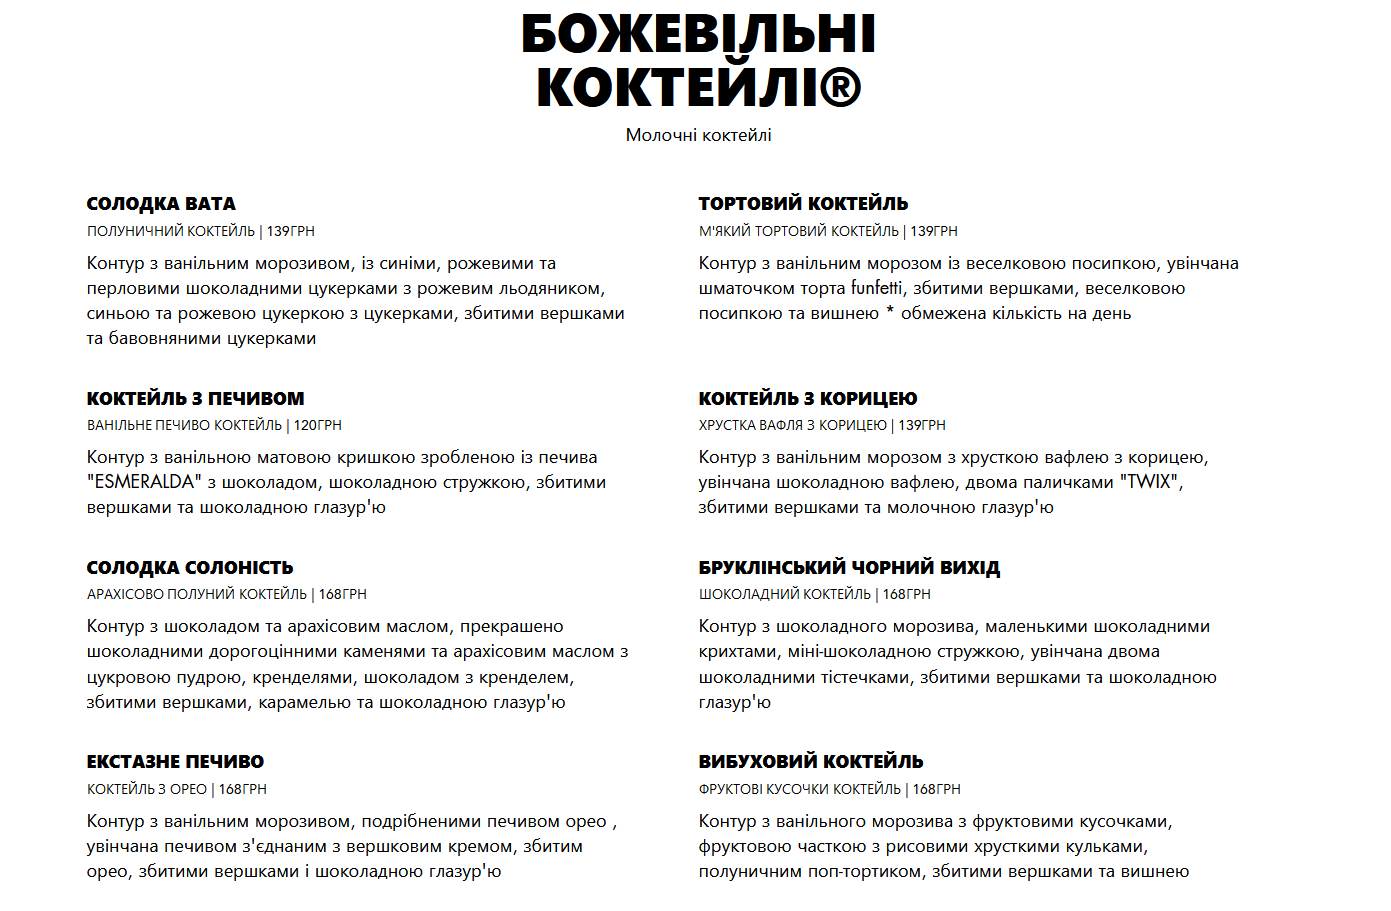 БОЖЕВІЛЬНІ
КОКТЕЙЛІ®
Молочні коктейлі
СОЛОДКА ВАТА
ПОЛУНИЧНИЙ КОКТЕЙЛЬ | 139ГРН
Контур з ванільним морозивом, із синіми, рожевими та
перловими шоколадними цукерками з рожевим льодяником,
синьою та рожевою цукеркою з цукерками, збитими вершками
та бавовняними цукерками
ТОРТОВИЙ КОКТЕЙЛЬ
М'ЯКИЙ ТОРТОВИЙ КОКТЕЙЛЬ | 139ГРН
Контур з ванільним морозом із веселковою посипкою, увінчана
шматочком торта funfetti, збитими вершками, веселковою
посипкою та вишнею * обмежена кількість на день
КОКТЕЙЛЬ З ПЕЧИВОМ
ВАНІЛЬНЕ ПЕЧИВО КОКТЕЙЛЬ | 120ГРН
Контур з ванільною матовою кришкою зробленою із печива
"ESMERALDA" з шоколадом, шоколадною стружкою, збитими
вершками та шоколадною глазур'ю
КОКТЕЙЛЬ З КОРИЦЕЮ
ХРУСТКА ВАФЛЯ З КОРИЦЕЮ | 139ГРН
Контур з ванільним морозом з хрусткою вафлею з корицею,
увінчана шоколадною вафлею, двома паличками "TWIX",
збитими вершками та молочною глазур'ю
СОЛОДКА СОЛОНІСТЬ
АРАХІСОВО ПОЛУНИЙ КОКТЕЙЛЬ | 168ГРН
Контур з шоколадом та арахісовим маслом, прекрашено
шоколадними дорогоцінними каменями та арахісовим маслом з
цукровою пудрою, кренделями, шоколадом з кренделем,
збитими вершками, карамелью та шоколадною глазур'ю
БРУКЛІНСЬКИЙ ЧОРНИЙ ВИХІД
ШОКОЛАДНИЙ КОКТЕЙЛЬ | 168ГРН
Контур з шоколадного морозива, маленькими шоколадними
крихтами, міні-шоколадною стружкою, увінчана двома
шоколадними тістечками, збитими вершками та шоколадною
глазур'ю
ЕКСТАЗНЕ ПЕЧИВО
КОКТЕЙЛЬ З ОРЕО | 168ГРН
Контур з ванільним морозивом, подрібненими печивом орео ,
увінчана печивом з'єднаним з вершковим кремом, збитим
орео, збитими вершками і шоколадною глазур'ю
ВИБУХОВИЙ КОКТЕЙЛЬ
ФРУКТОВІ КУСОЧКИ КОКТЕЙЛЬ | 168ГРН
Контур з ванільного морозива з фруктовими кусочками,
фруктовою часткою з рисовими хрусткими кульками,
полуничним поп-тортиком, збитими вершками та вишнею